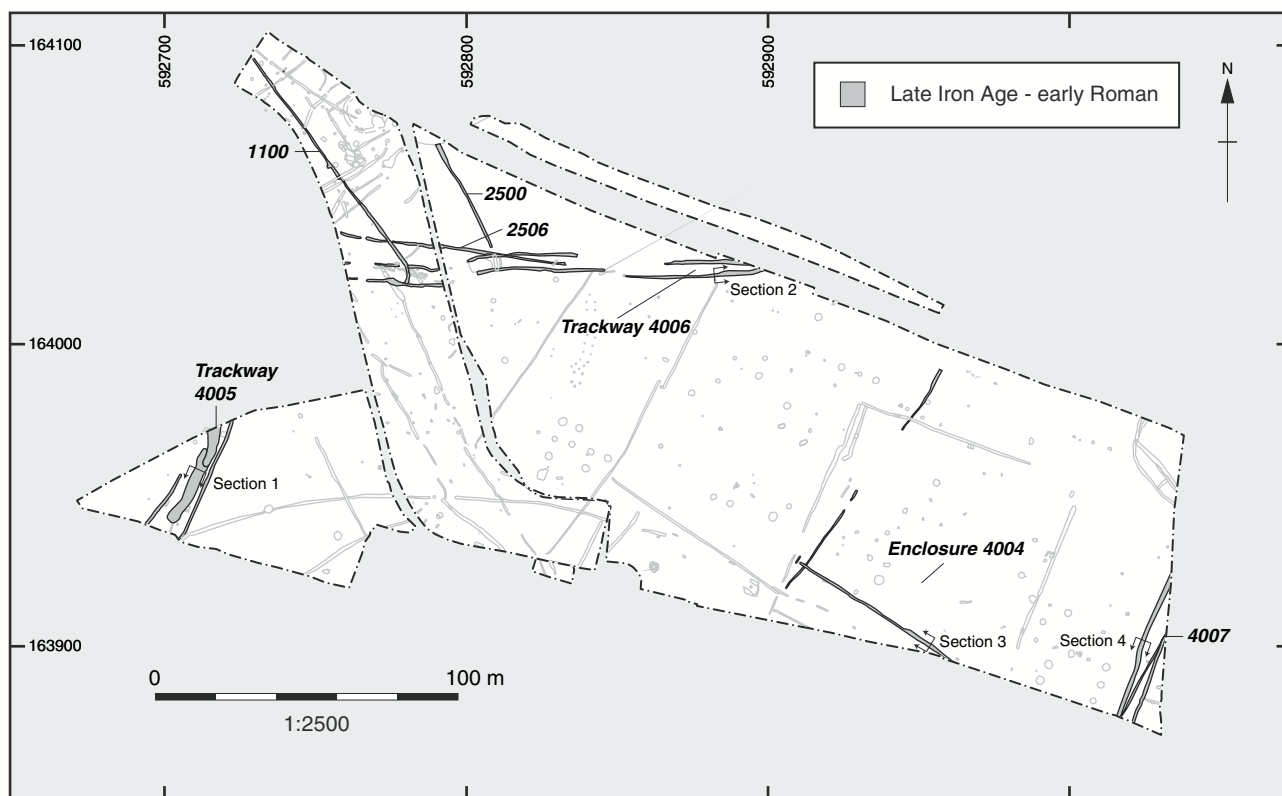 592700
592800
592900
164100
164000
163900
Late Iron Age - early Roman
N
1100
2500
2506
Section 2
Trackway 4006
Trackway
4005
Section 1
Enclosure 4004
Section 3
Section 4
4007
0
100 m
1:2500